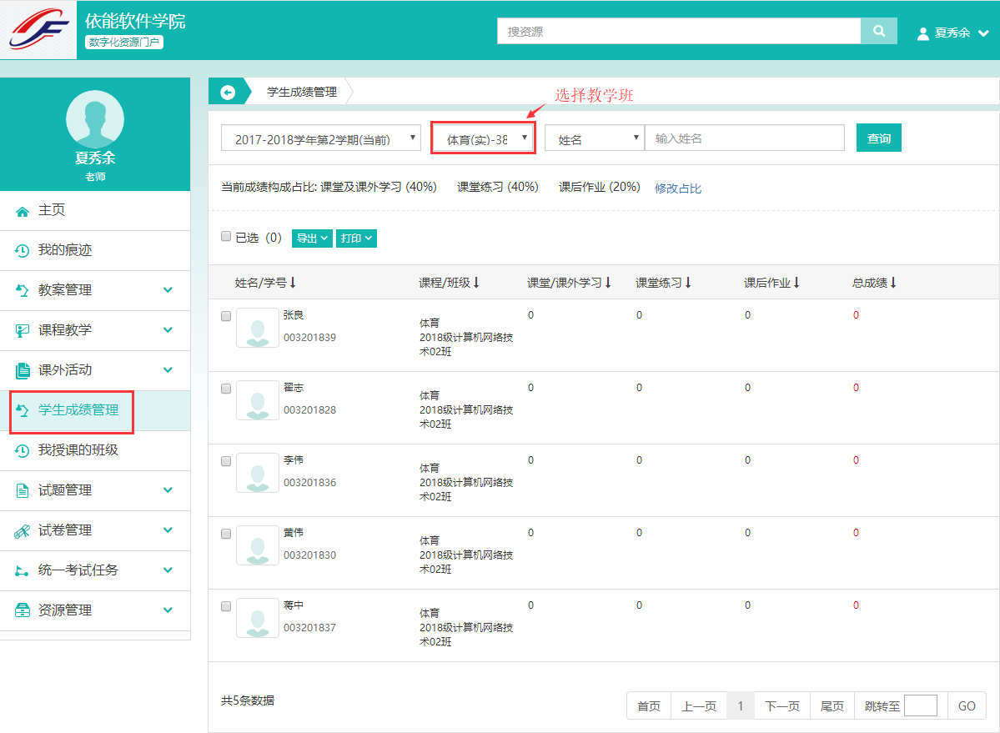 依能软件学院
数字化资源门户
搜资源
夏秀余
夏秀余
老师
主页
我的痕迹
教案管理
课程教学
课外活动
学生成绩管理
我授课的班级
试题管理
试卷管理
统一考试任务
资源管理
学生成绩管理
选择教学班
2017-2018学年第2学期(当前) 体育(实)-38 姓名 输入姓名 查询
当前成绩构成占比: 课堂及课外学习 (40%) 课堂练习 (40%) 课后作业 (20%) 修改占比
已选 (0) 导出 打印
姓名/学号 课程/班级 课堂/课外学习 课堂练习 课后作业 总成绩
张良 0 0 0 0
003201839
体育
2018级计算机网络技
术02班
翟志 0 0 0 0
003201828
体育
2018级计算机网络技
术02班
李伟 0 0 0 0
003201836
体育
2018级计算机网络技
术02班
黄伟 0 0 0 0
003201830
体育
2018级计算机网络技
术02班
蒋中 0 0 0 0
003201837
体育
2018级计算机网络技
术02班
共5条数据
首页 上一页 1 下一页 尾页 跳转至 GO